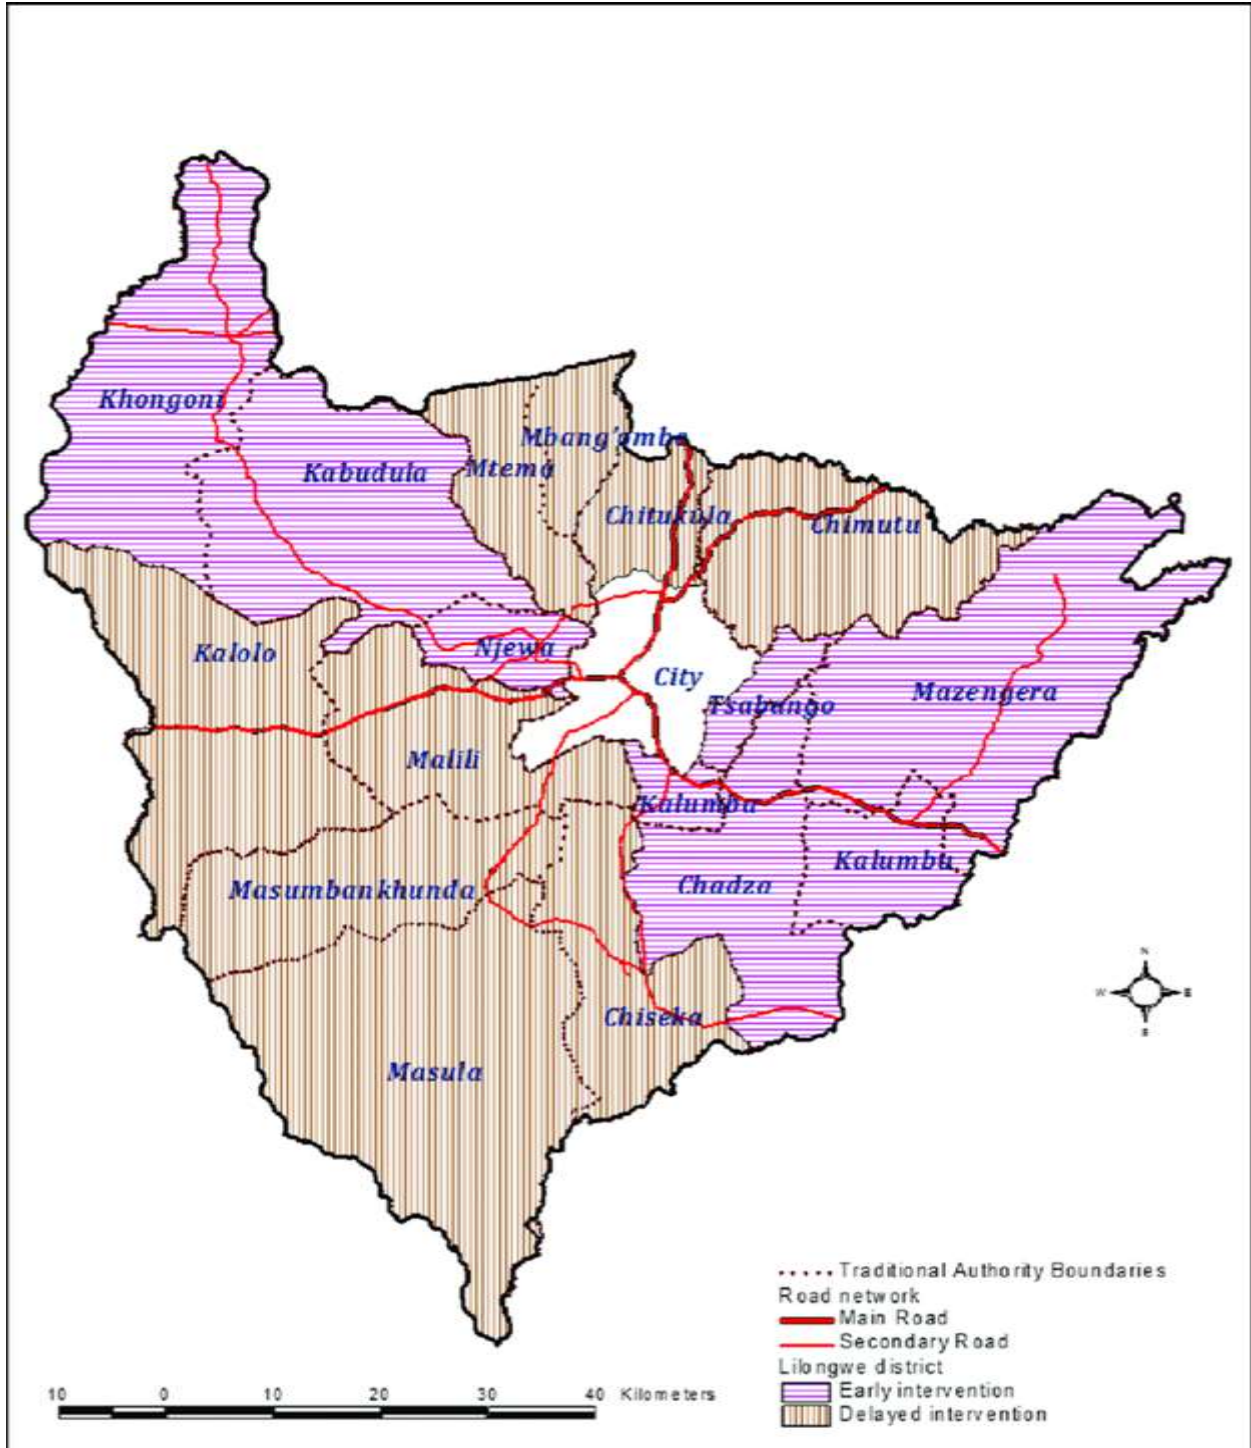 Khongoni
Kabudula
Mbang'omba
Mtema
Chitukula
Chimutu
Kalolo
Njewa
City
Tsabango
Mazengera
Malili
Kalumba
Kalumbu
Masumbankhunda
Chadza
Chiseka
Masula
N
W E
S
Traditional Authority Boundaries
Road network
Main Road
Secondary Road
Lilongwe district
Early intervention
Delayed intervention
10 0 10 20 30 40 Kilometers